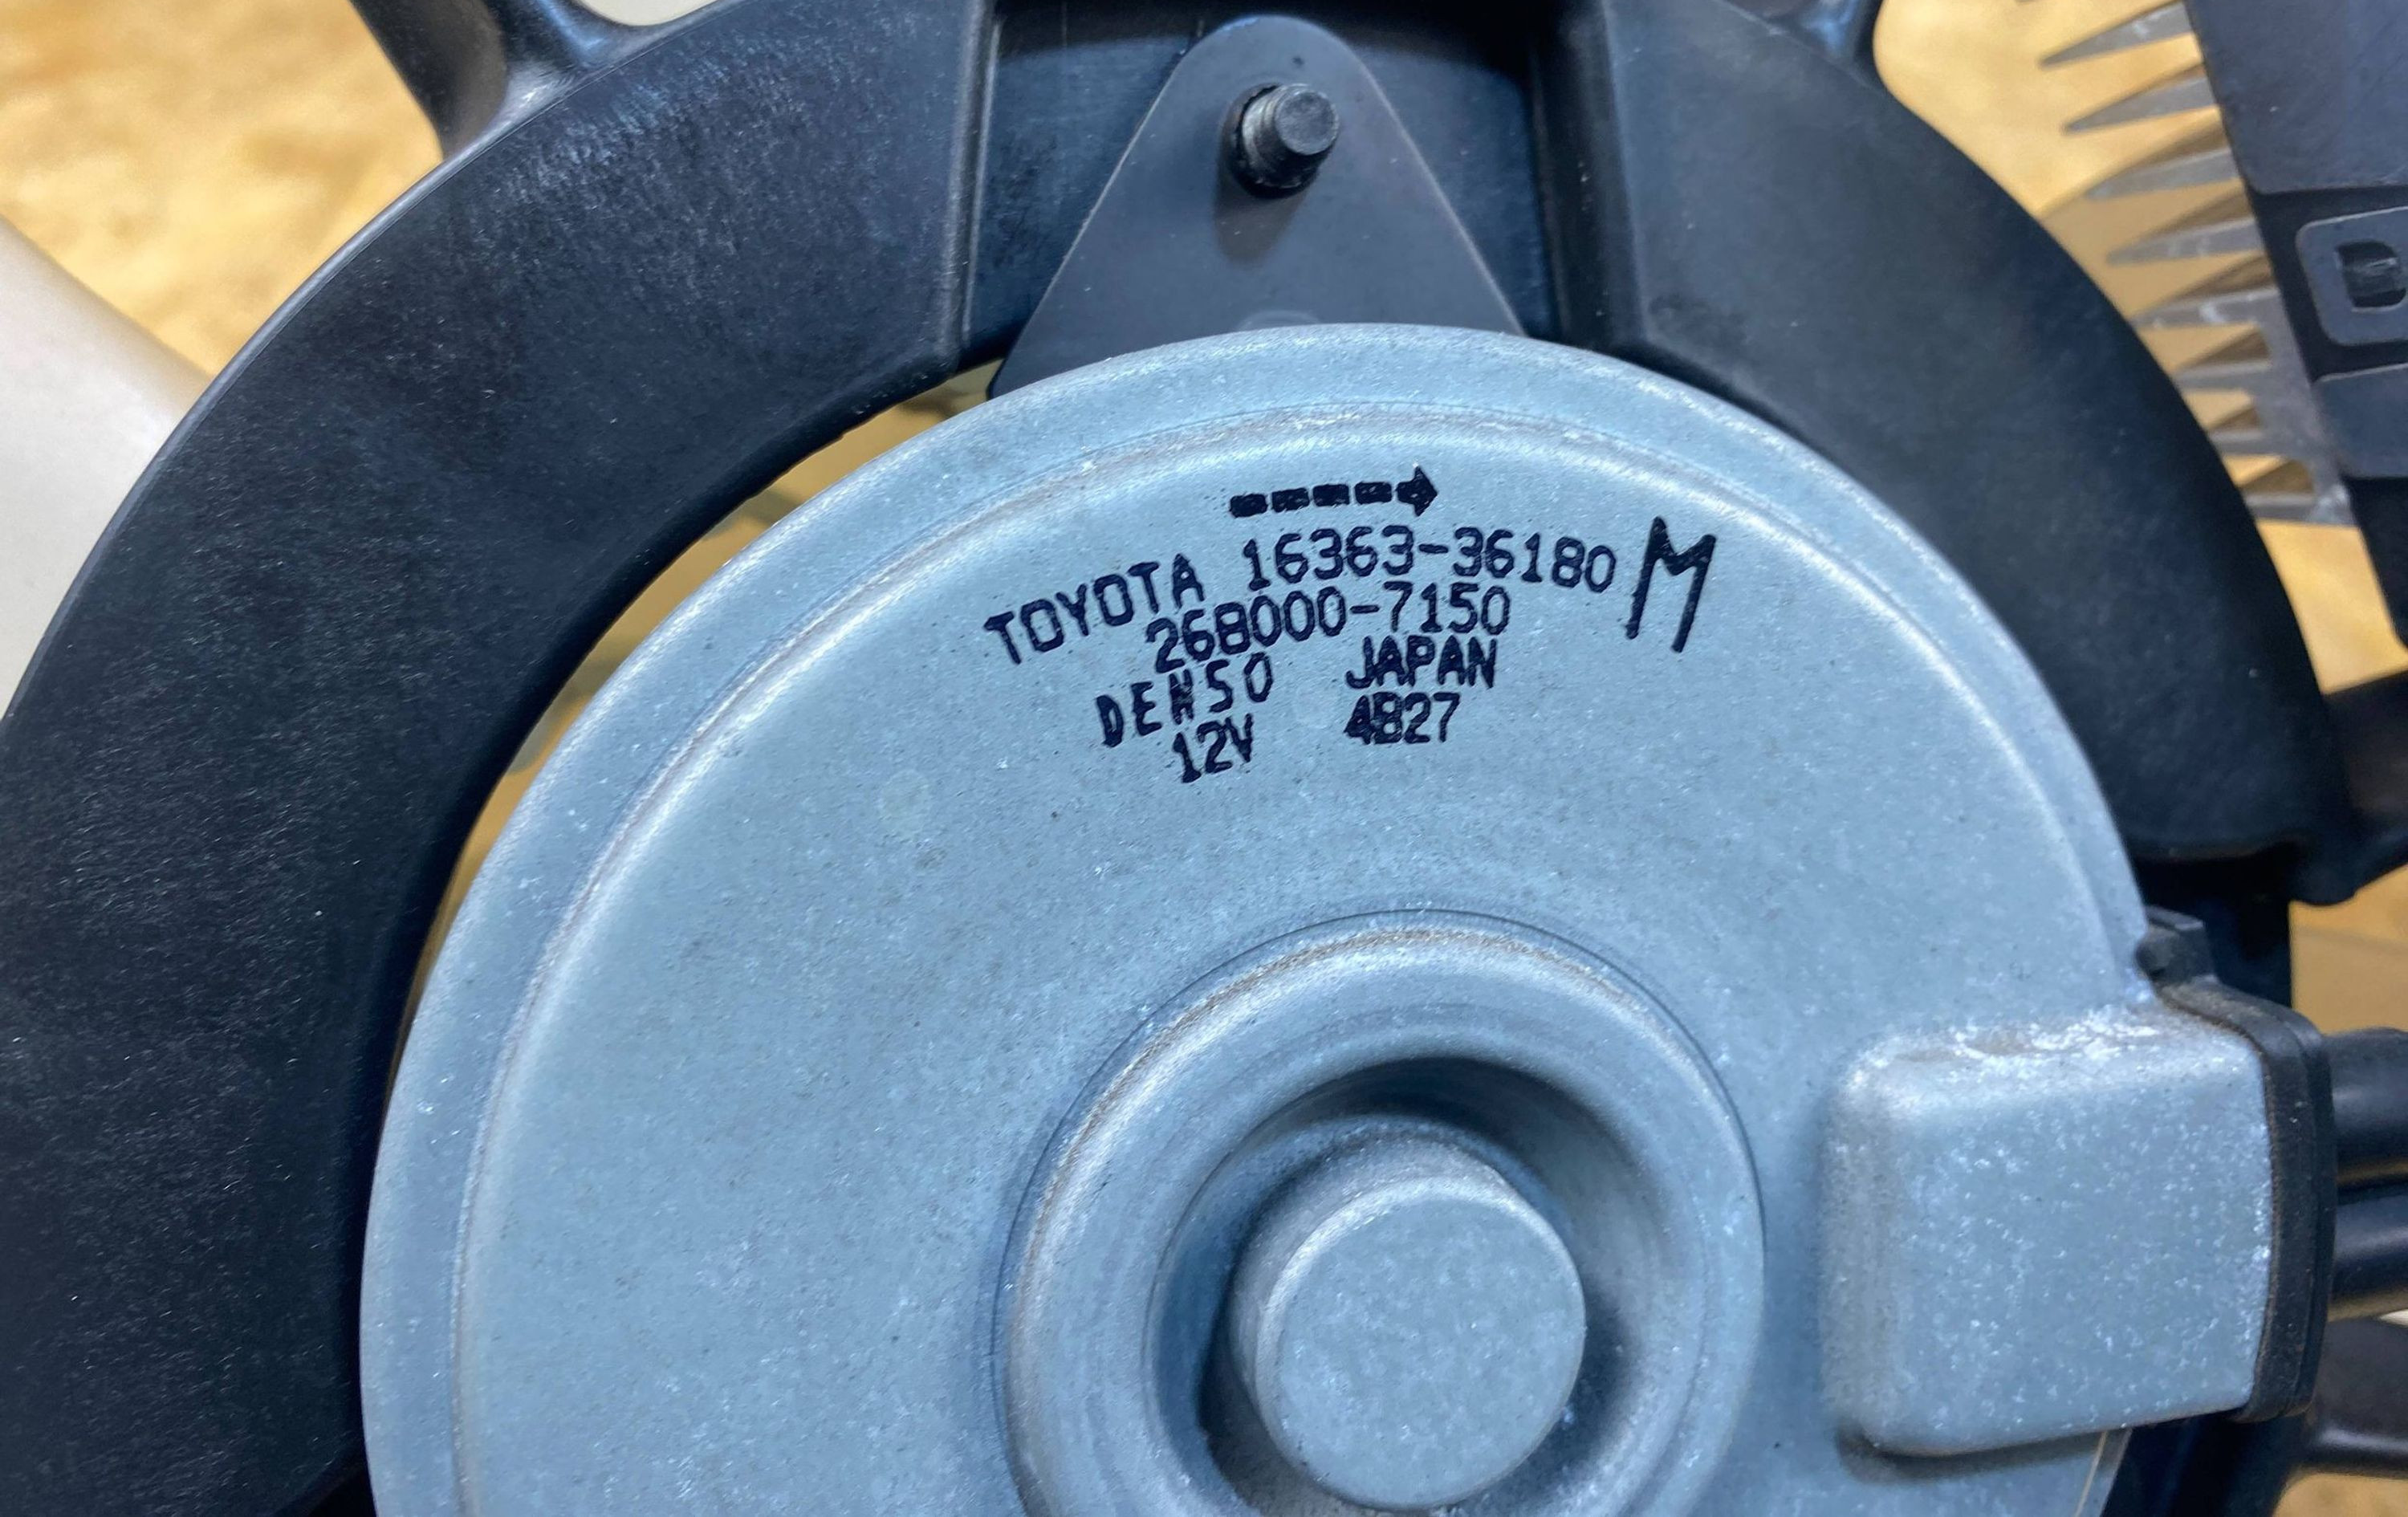 TOYOTA 16363-36180 M
268000-7150
DENSO JAPAN
12V 4B27